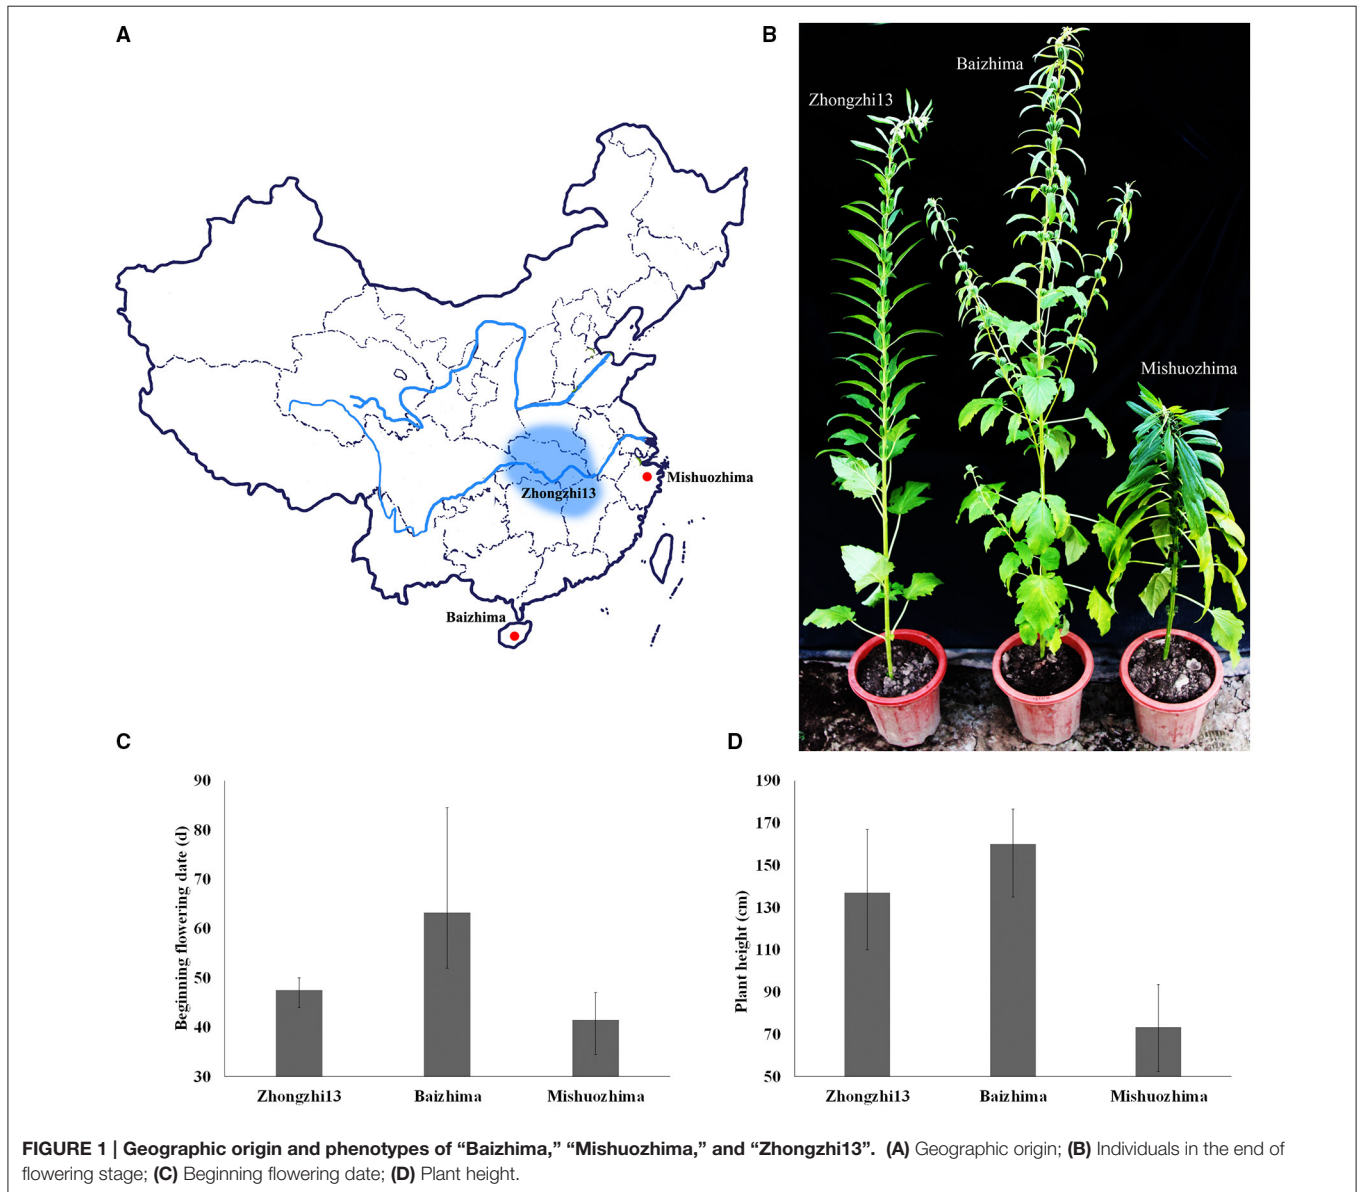 A
B
Baizhima
Zhongzhi13
Mishuozhima
Zhongzhi13
Mishuozhima
Baizhima
C
D
90
80
70
60
50
40
30
Beginning flowering date (d)
Zhongzhi13 Baizhima Mishuozhima
190
170
150
130
110
90
70
50
Plant height (cm)
Zhongzhi13 Baizhima Mishuozhima
FIGURE 1 | Geographic origin and phenotypes of “Baizhima,” “Mishuozhima,” and “Zhongzhi13”. (A) Geographic origin; (B) Individuals in the end of
flowering stage; (C) Beginning flowering date; (D) Plant height.